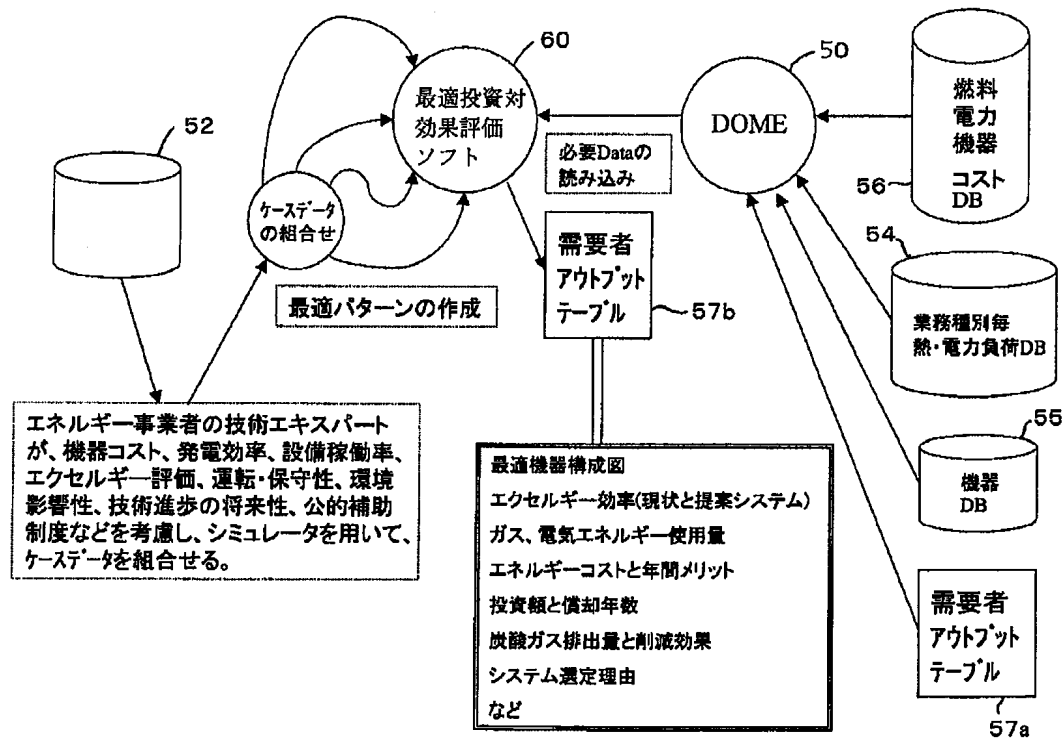 52
ケースデータ
の組合せ
最適パターンの作成
エネルギー事業者の技術エキスパート
が、機器コスト、発電効率、設備稼働率、
エクセルギー評価、運転・保守性、環境
影響性、技術進歩の将来性、公的補助
制度などを考慮し、シミュレータを用いて、
ケースデータを組合せる。
60
最適投資対
効果評価
ソフト
必要Dataの
読み込み
需要者
アウトプット
テーブル
57b
最適機器構成図
エクセルギー効率(現状と提案システム)
ガス、電気エネルギー使用量
エネルギーコストと年間メリット
投資額と償却年数
炭酸ガス排出量と削減効果
システム選定理由
など
50
DOME
燃料
電力
機器
コスト
DB
56
54
業務種別毎
熱・電力負荷DB
55
機器
DB
需要者
アウトプット
テーブル
57a